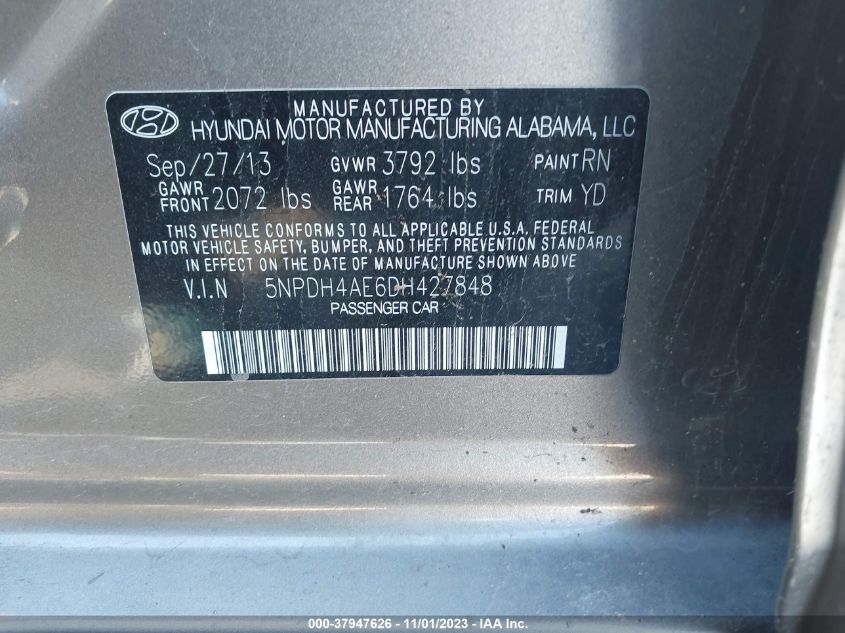 MANUFACTURED BY
HYUNDAI MOTOR MANUFACTURING ALABAMA, LLC
Sep/27/13 GVWR 3792 lbs PAINT RN
GAWR FRONT 2072 lbs GAWR REAR 1764 lbs TRIM YD
THIS VEHICLE CONFORMS TO ALL APPLICABLE U.S.A. FEDERAL
MOTOR VEHICLE SAFETY, BUMPER, AND THEFT PREVENTION STANDARDS
IN EFFECT ON THE DATE OF MANUFACTURE SHOWN ABOVE.
V.I.N 5NPDH4AE6DH427848
PASSENGER CAR
000-37947626 - 11/01/2023 - IAA Inc.